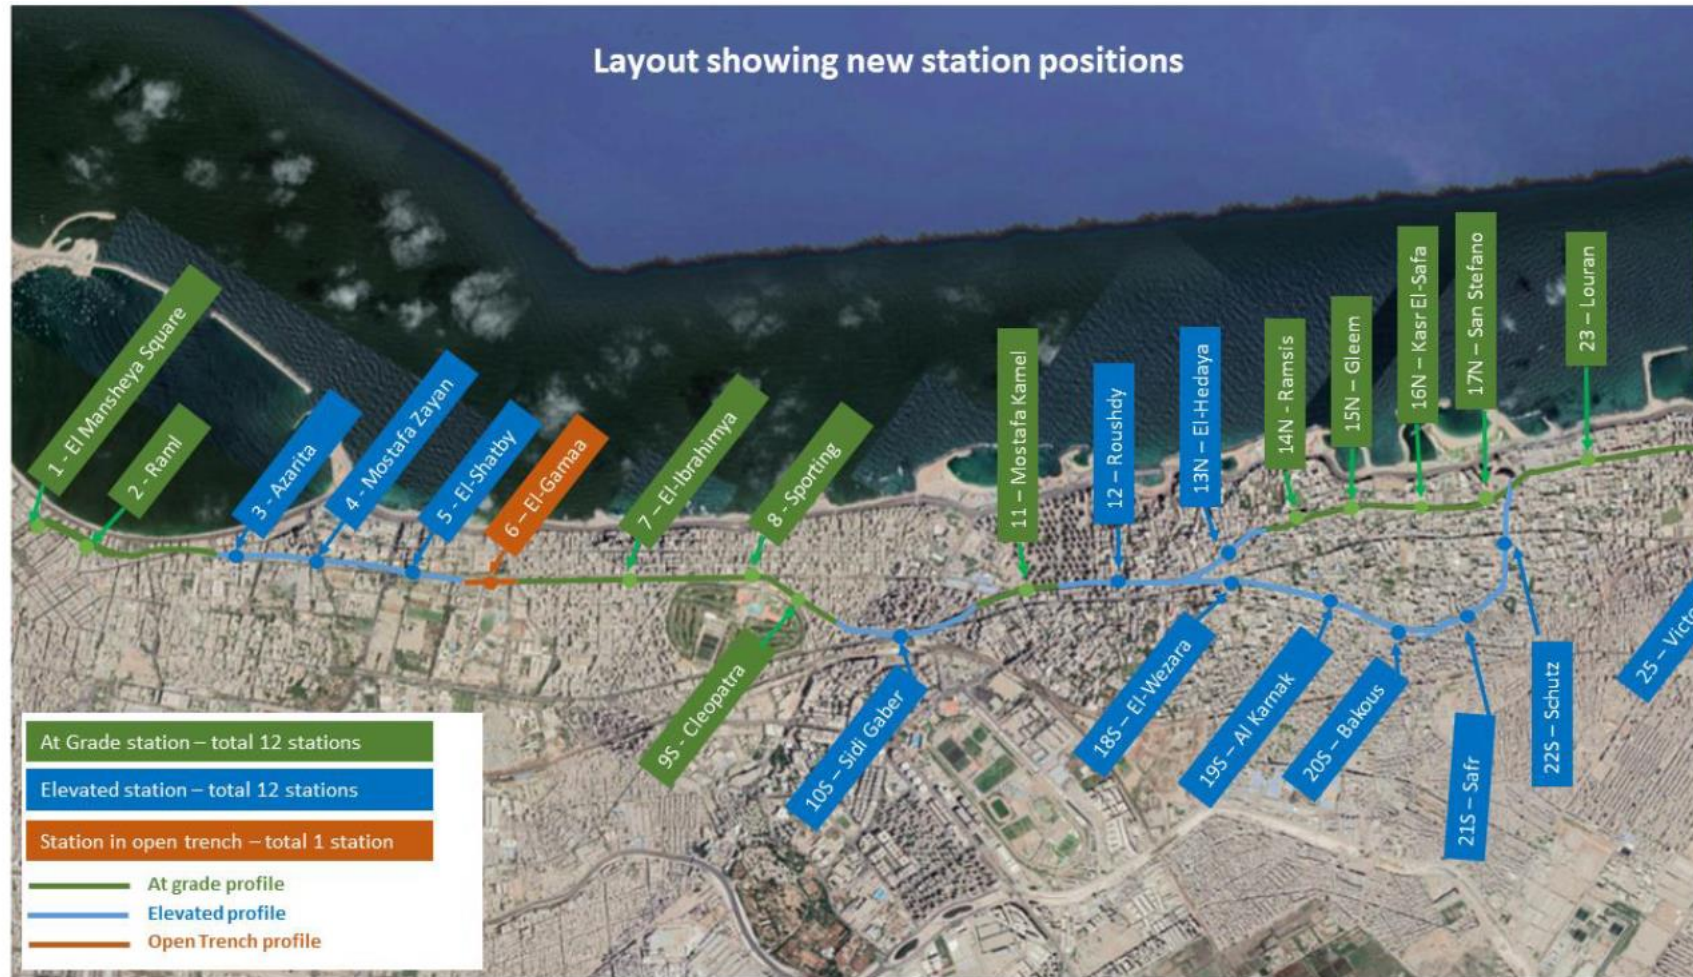 Layout showing new station positions
1 - El Mansheya Square
2 - Raml
3 - Azarita
4 - Mostafa Zayan
5 - El-Shatby
6 – El-Gamaa
7 – El-Ibrahimya
8 - Sporting
9S - Cleopatra
10S – Sidi Gaber
11 – Mostafa Kamel
12 – Roushdy
13N – El-Hedaya
14N - Ramsis
15N – Gleem
16N – Kasr El-Safa
17N – San Stefano
18S – El-Wezara
19S – Al Karnak
20S – Bakous
21S – Safr
22S – Schutz
23 – Louran
25 – Victo
At Grade station – total 12 stations
Elevated station – total 12 stations
Station in open trench – total 1 station
At grade profile
Elevated profile
Open Trench profile